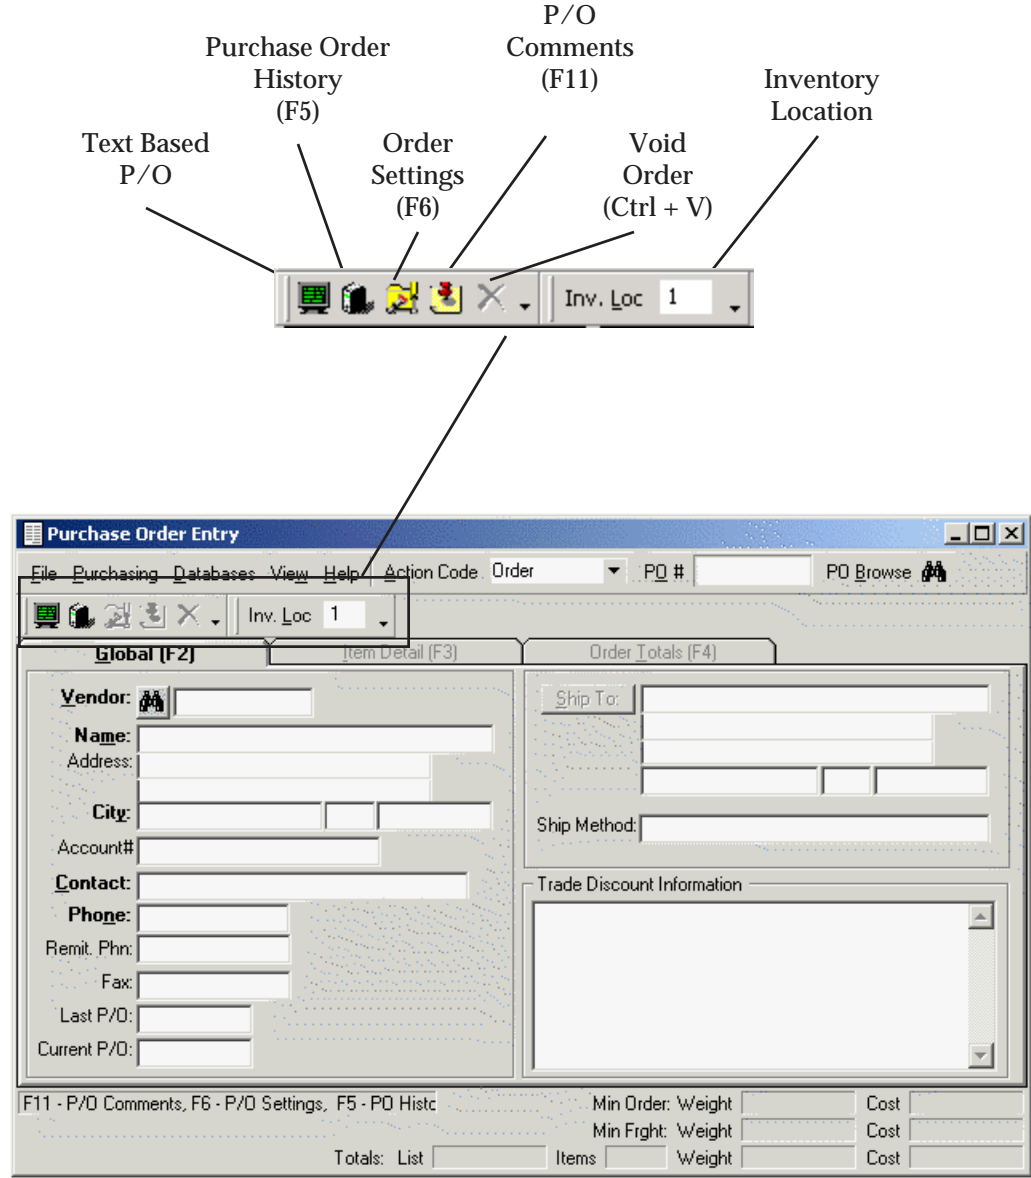 P/O
Comments
(F11)
Purchase Order
History
(F5)
Inventory
Location
Text Based
P/O
Order
Settings
(F6)
Void
Order
(Ctrl + V)
Inv. Loc 1
Purchase Order Entry
File Purchasing Databases View Help Action Code Order PO # PO Browse
Inv. Loc 1
Global (F2) Item Detail (F3) Order Totals (F4)
Vendor:
Name:
Address:
City:
Account#
Contact:
Phone:
Remit. Phn:
Fax:
Last P/O:
Current P/O:
Ship To:
Ship Method:
Trade Discount Information
F11 - P/O Comments, F6 - P/O Settings, F5 - PO Histo
Min Order: Weight Cost
Min Frght: Weight Cost
Totals: List Items Weight Cost